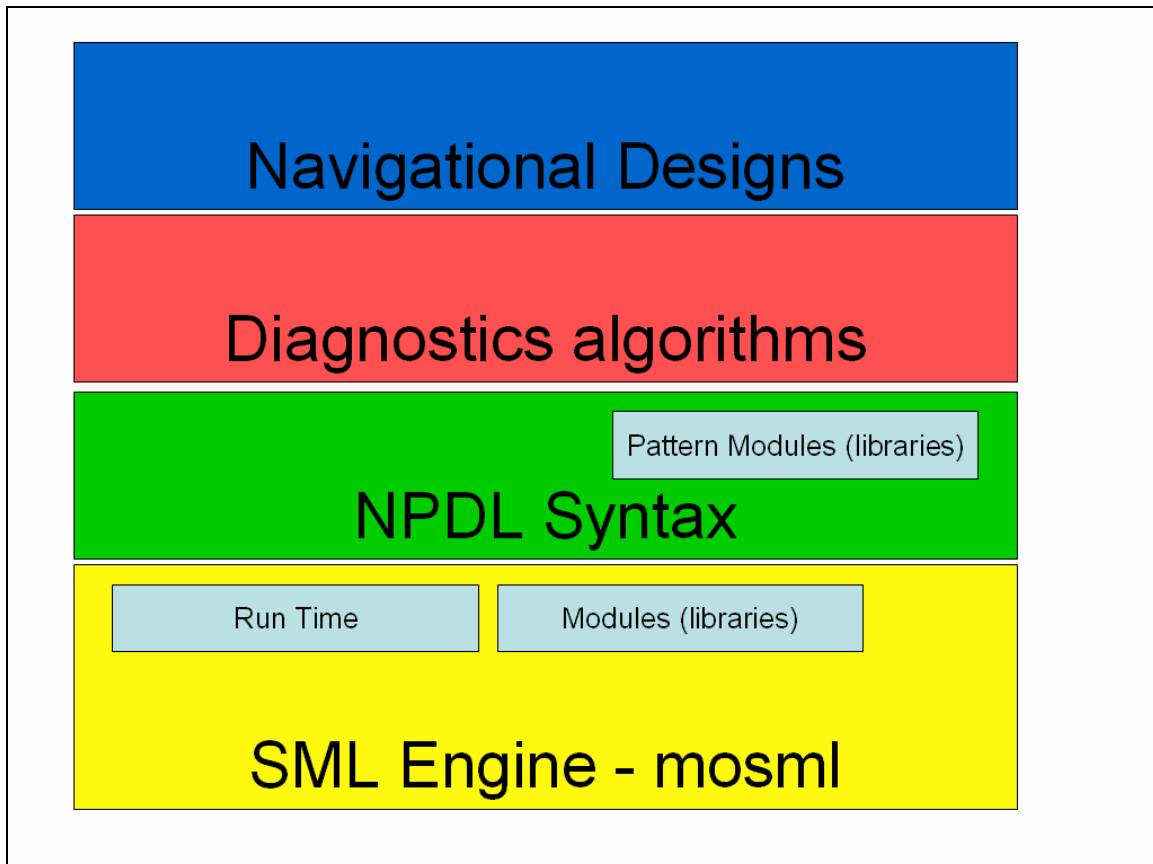 Navigational Designs
Diagnostics algorithms
Pattern Modules (libraries)
NPDL Syntax
Run Time
Modules (libraries)
SML Engine - mosml